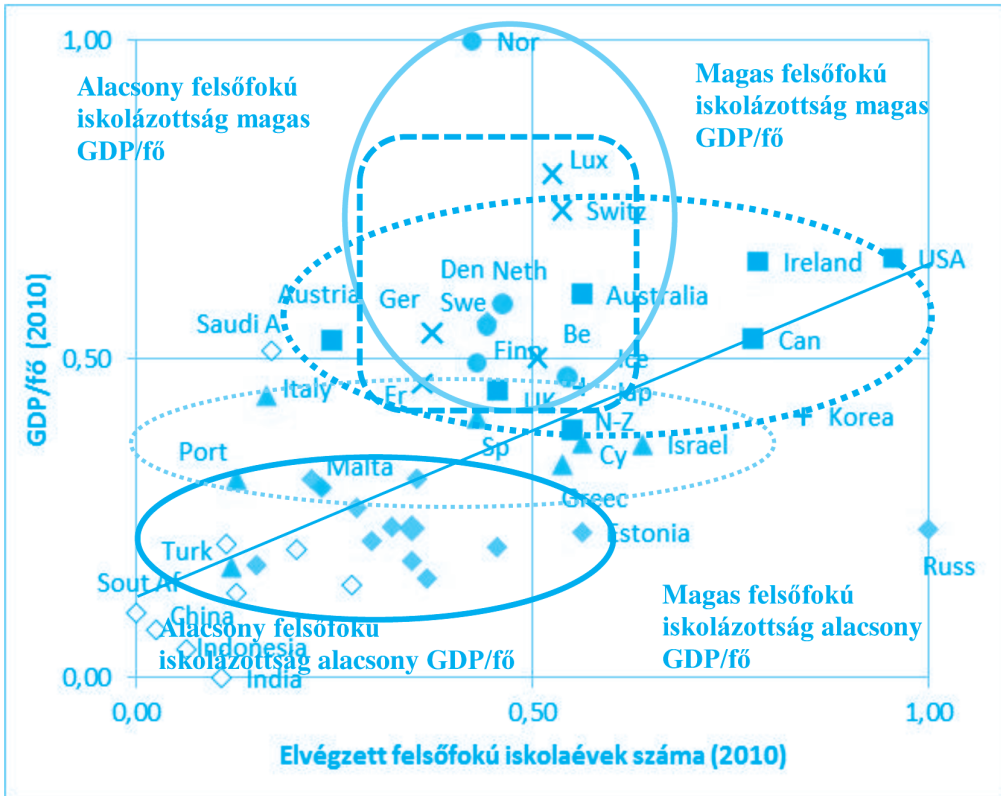 1,00
Nor
Alacsony felsőfokú
iskolázottság magas
GDP/fő
Magas felsőfokú
iskolázottság magas
GDP/fő
Lux
Switz
Den Neth
Ireland
USA
Austria
Ger
Swe
Australia
Saudi A
Be
Can
0,50
Finn
Ice
Italy
Fr
UK
Jap
N-Z
Korea
Port
Malta
Sp
Cy
Israel
Greec
Estonia
Turk
Russ
Sout Af
China
Magas felsőfokú
iskolázottság alacsony
GDP/fő
Alacsony felsőfokú
iskolázottság alacsony GDP/fő
Indonesia
India
0,00
0,00
0,50
1,00
GDP/fő (2010)
Elvégzett felsőfokú iskolaévek száma (2010)